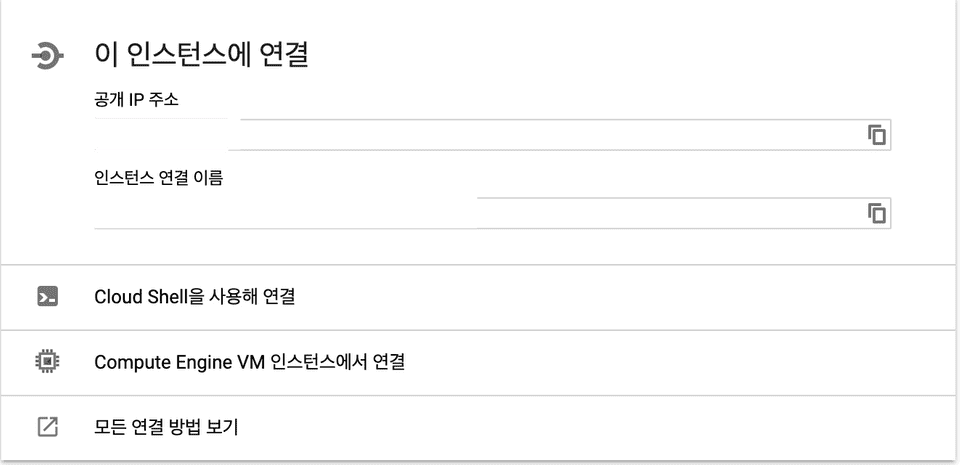 이 인스턴스에 연결
공개 IP 주소
인스턴스 연결 이름
Cloud Shell을 사용해 연결
Compute Engine VM 인스턴스에서 연결
모든 연결 방법 보기